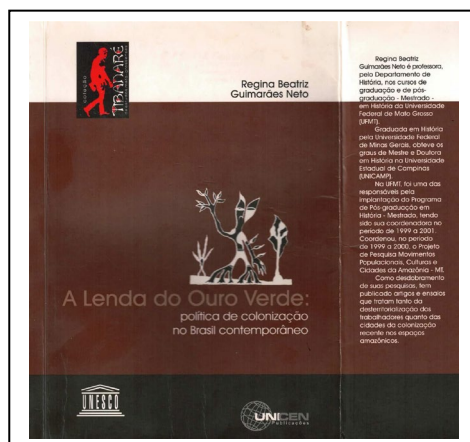 COLEÇÃO
TIBANARÉ
Regina Beatriz
Guimarães Neto
A Lenda do Ouro Verde:
política de colonização
no Brasil contemporâneo
UNESCO
UNICEN
Publicações
Regina Beatriz
Guimarães Neto é professora,
pelo Departamento de
História, nos cursos de
graduação e de pós-
graduação - Mestrado -
em História da Universidade
Federal de Mato Grosso
(UFMT).
Graduada em História
pela Universidade Federal
de Minas Gerais, obteve os
graus de Mestre e Doutora
em História na Universidade
Estadual de Campinas
(UNICAMP).
Na UFMT, foi uma das
responsáveis pela
implantação do Programa
de Pós-graduação em
História - Mestrado, tendo
sido sua coordenadora no
período de 1999 a 2001.
Coordenou, no período
de 1999 a 2000, o Projeto
de Pesquisa Movimentos
Populacionais, Culturas e
Cidades da Amazônia - MT.
Como desdobramento
de suas pesquisas, tem
publicado artigos e ensaios
que tratam tanto da
desterritorialização dos
trabalhadores quanto das
cidades da colonização
recente nos espaços
amazônicos.